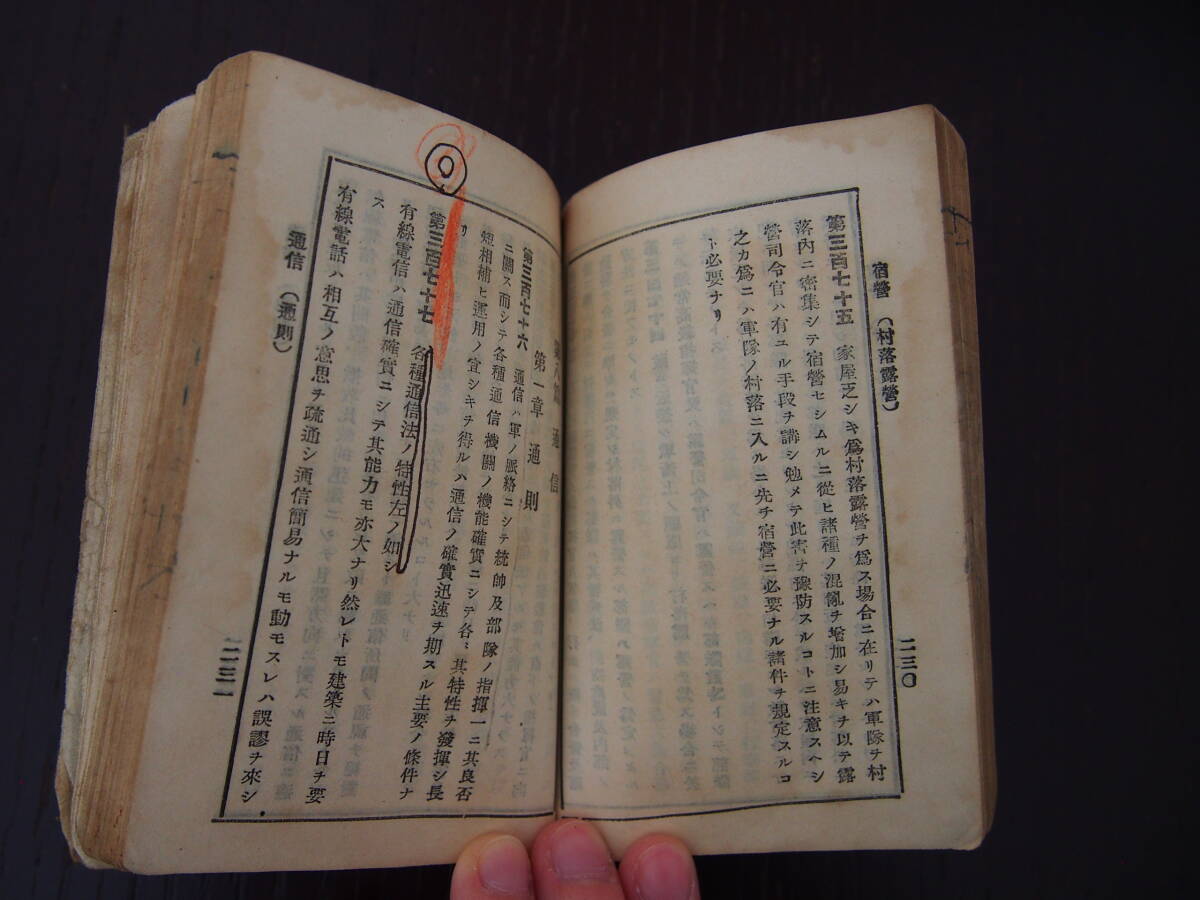 宿營 (村落露營)
二三〇
第三百七十五 家屋乏シキ爲村落露營ヲ爲ス場合ニ在リテハ軍隊ヲ村
落内ニ密集シテ宿營セシムルニ從ヒ諸種ノ混亂ヲ增加シ易キヲ以テ露
營司令官ハ有ユル手段ヲ講シ勉メテ此害ヲ豫防スルコトニ注意スヘシ
之カ爲ニハ軍隊ノ村落ニ入ルニ先チ宿營ニ必要ナル諸件ヲ規定スルコ
ト必要ナリ
通信
第一章 通則
第三百七十六 通信ハ軍ノ脈絡ニシテ統帥及部隊ノ指揮一ニ其良否
ニ關ス而シテ各種通信機關ノ機能確實ニシテ各〻其特性ヲ發揮シ長
短相補ヒ運用ノ宜シキヲ得ルハ通信ノ確實迅速ヲ期スル主要ノ條件ナ
リ
第三百七十七 各種通信法ノ特性左ノ如シ
有線電信ハ通信確實ニシテ其能力モ亦大ナリ然レトモ建築ニ時日ヲ要
ス
有線電話ハ相互ノ意思ヲ疏通シ通信簡易ナルモ動モスレハ誤謬ヲ來シ
通信 (通則)
二三一